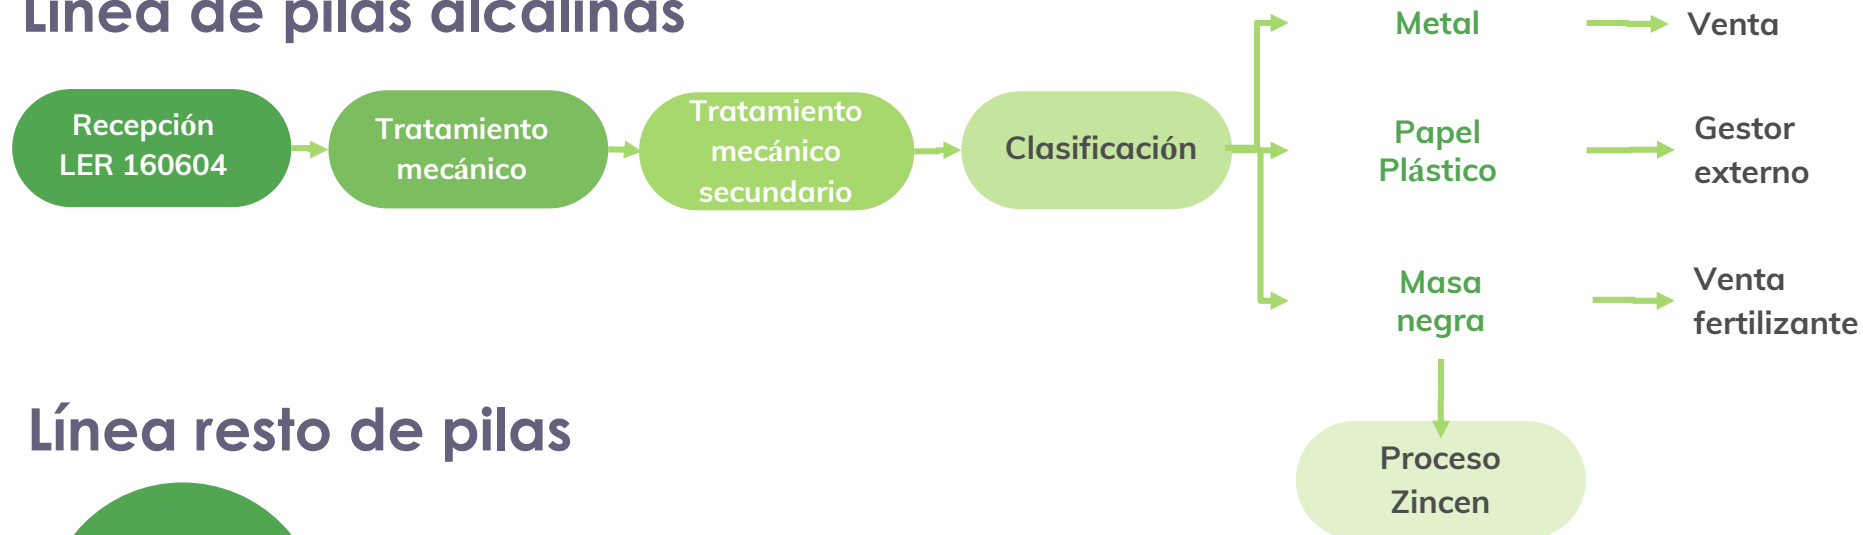 Línea de pilas alcalinas
Recepción
LER 160604
Tratamiento
mecánico
Tratamiento
mecánico
secundario
Clasificación
Metal
Venta
Papel
Plástico
Gestor
externo
Masa
negra
Venta
fertilizante
Proceso
Zincen
Línea resto de pilas